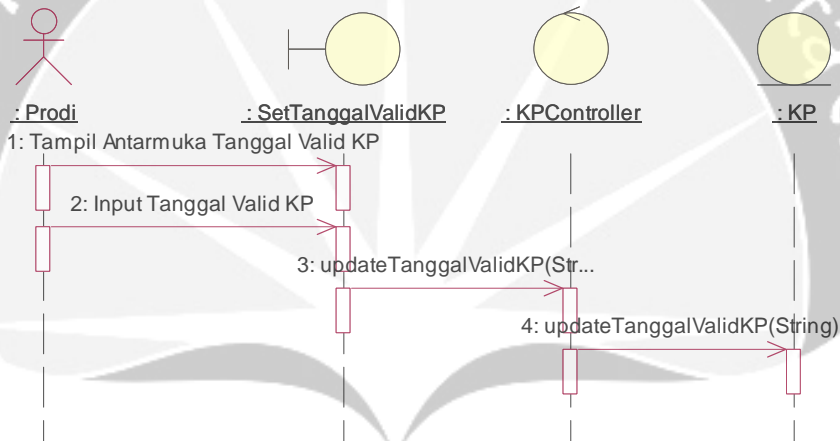 : Prodi
: SetTanggalValidKP
: KPController
: KP
1: Tampil Antarmuka Tanggal Valid KP
2: Input Tanggal Valid KP
3: updateTanggalValidKP(Str...
4: updateTanggalValidKP(String)